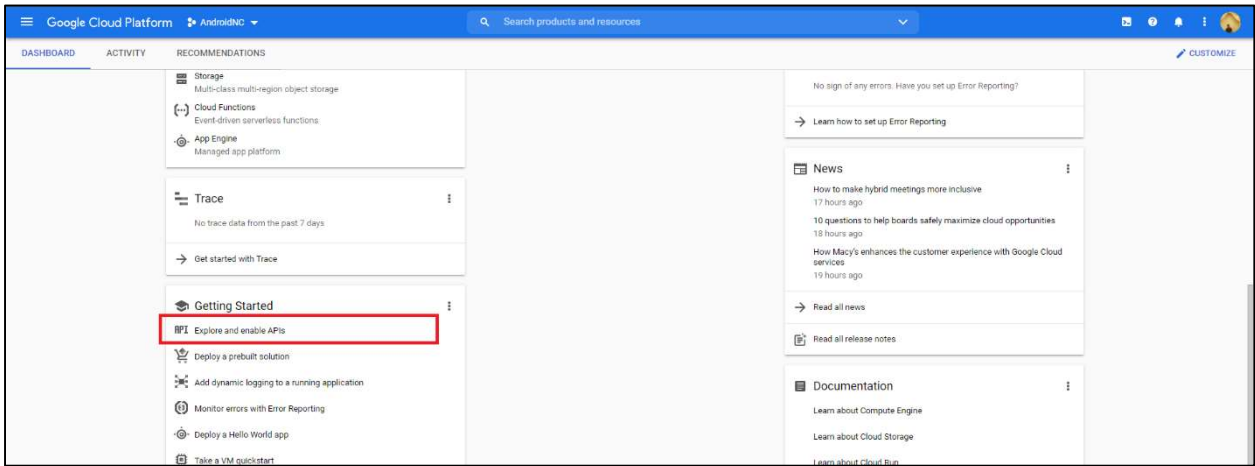 Google Cloud Platform
AndroidNC
Search products and resources
DASHBOARD
ACTIVITY
RECOMMENDATIONS
CUSTOMIZE
Storage
Multi-class multi-region object storage
Cloud Functions
Event-driven serverless functions
App Engine
Managed app platform
Trace
No trace data from the past 7 days
Get started with Trace
Getting Started
API Explore and enable APIs
Deploy a prebuilt solution
Add dynamic logging to a running application
Monitor errors with Error Reporting
Deploy a Hello World app
Take a VM quickstart
No sign of any errors. Have you set up Error Reporting?
Learn how to set up Error Reporting
News
How to make hybrid meetings more inclusive
17 hours ago
10 questions to help boards safely maximize cloud opportunities
18 hours ago
How Macy's enhances the customer experience with Google Cloud
services
19 hours ago
Read all news
Read all release notes
Documentation
Learn about Compute Engine
Learn about Cloud Storage
Learn about Cloud Run